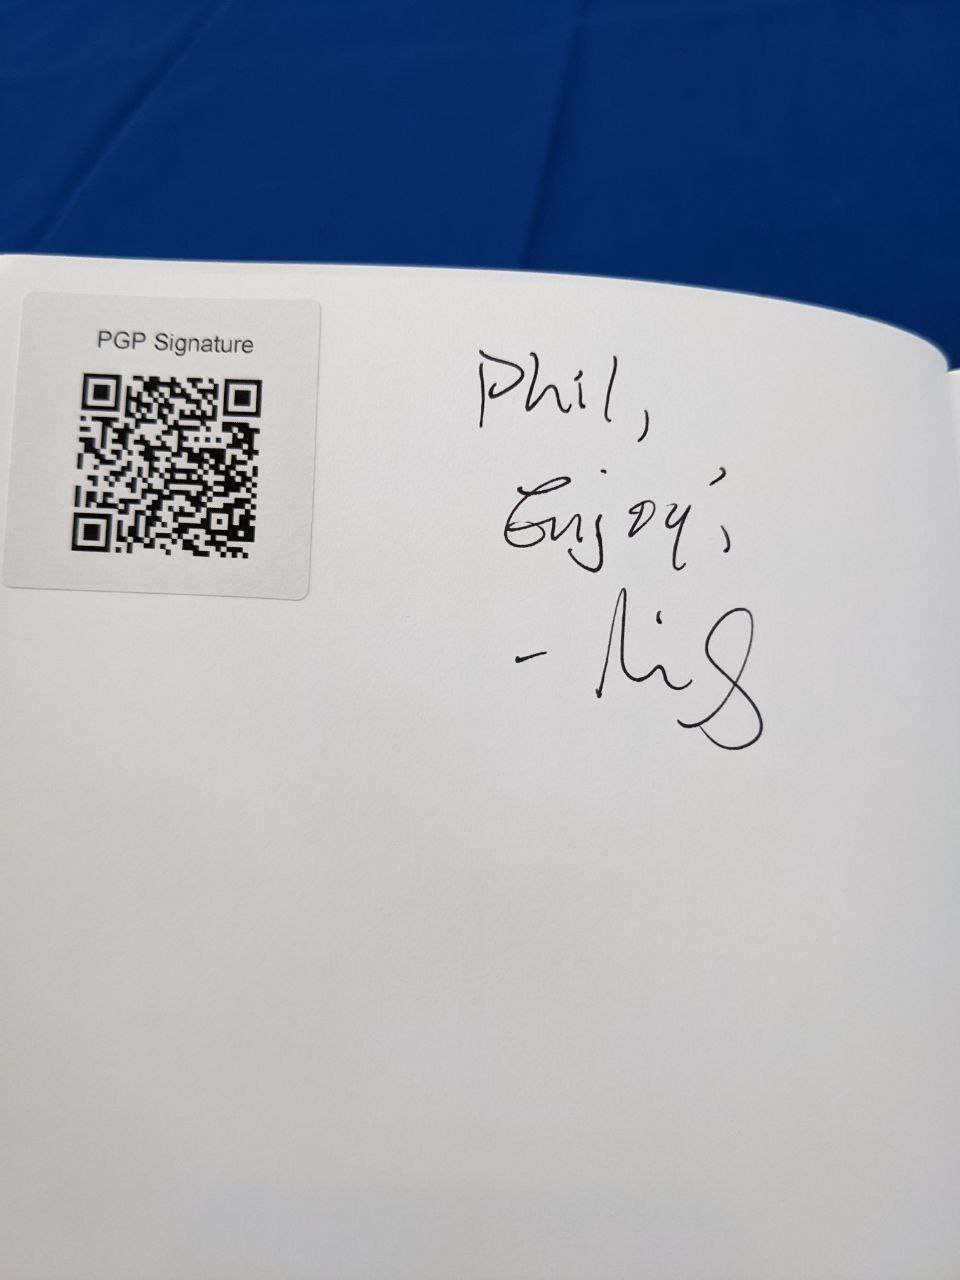 PGP Signature
Phil,
Enjoy,